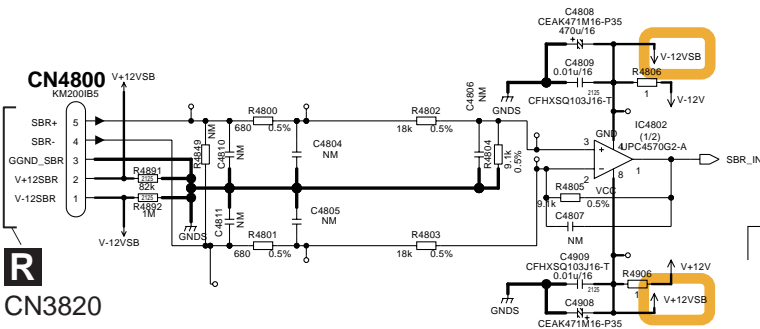 C4808
CEAK471M16-P35
470u/16
+
V-12VSB
C4809
0.01u/16
2125
CFHXSQ103J16-T
R4806
1
V-12V
GNDS
CN4800
KM200IB5
V+12VSB
SBR+ 5
SBR- 4
GGND_SBR 3
V+12SBR 2
V-12SBR 1
R4891
2125
82k
2125
R4892
1M
V-12VSB
GNDS
R4849
NM
R4800
680 0.5%
C4810
NM
C4804
NM
R4802
18k 0.5%
C4806
NM
R4804
9.1k
0.5%
C4811
NM
C4805
NM
R4801
680 0.5%
R4803
18k 0.5%
IC4802
(1/2)
UPC4570G2-A
GND
4
3
+
2
−
1
8
VCC
SBR_IN
R4805
9.1k 0.5%
C4807
NM
C4909
CFHXSQ103J16-T
0.01u/16
2125
R4906
1
V+12V
V+12VSB
GNDS
C4908
+
CEAK471M16-P35
R
CN3820